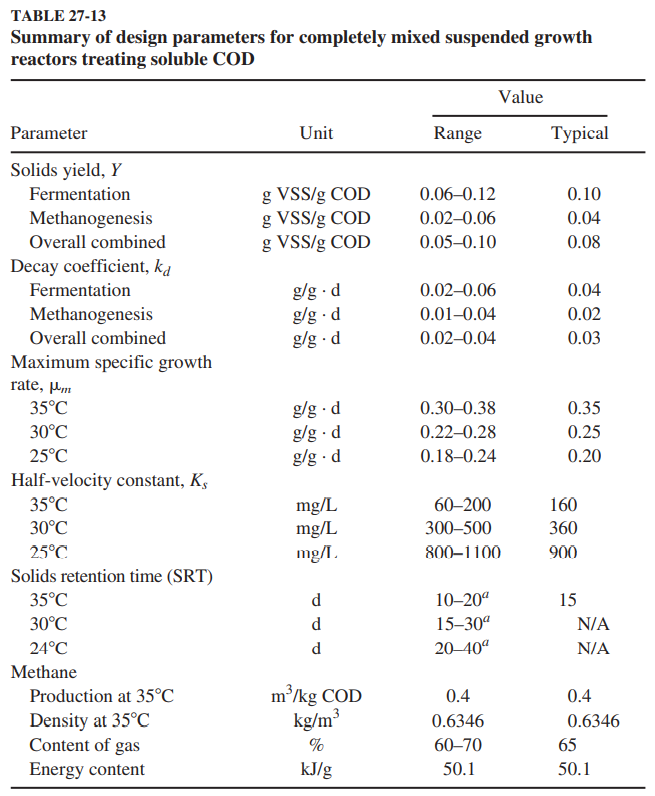 TABLE 27-13
Summary of design parameters for completely mixed suspended growth
reactors treating soluble COD
Value
Parameter Unit Range Typical
Solids yield, Y
Fermentation g VSS/g COD 0.06–0.12 0.10
Methanogenesis g VSS/g COD 0.02–0.06 0.04
Overall combined g VSS/g COD 0.05–0.10 0.08
Decay coefficient, kd
Fermentation g/g · d 0.02–0.06 0.04
Methanogenesis g/g · d 0.01–0.04 0.02
Overall combined g/g · d 0.02–0.04 0.03
Maximum specific growth
rate, μm
35°C g/g · d 0.30–0.38 0.35
30°C g/g · d 0.22–0.28 0.25
25°C g/g · d 0.18–0.24 0.20
Half-velocity constant, Ks
35°C mg/L 60–200 160
30°C mg/L 300–500 360
25°C mg/L 800–1100 900
Solids retention time (SRT)
35°C d 10–20a 15
30°C d 15–30a N/A
24°C d 20–40a N/A
Methane
Production at 35°C m3/kg COD 0.4 0.4
Density at 35°C kg/m3 0.6346 0.6346
Content of gas % 60–70 65
Energy content kJ/g 50.1 50.1